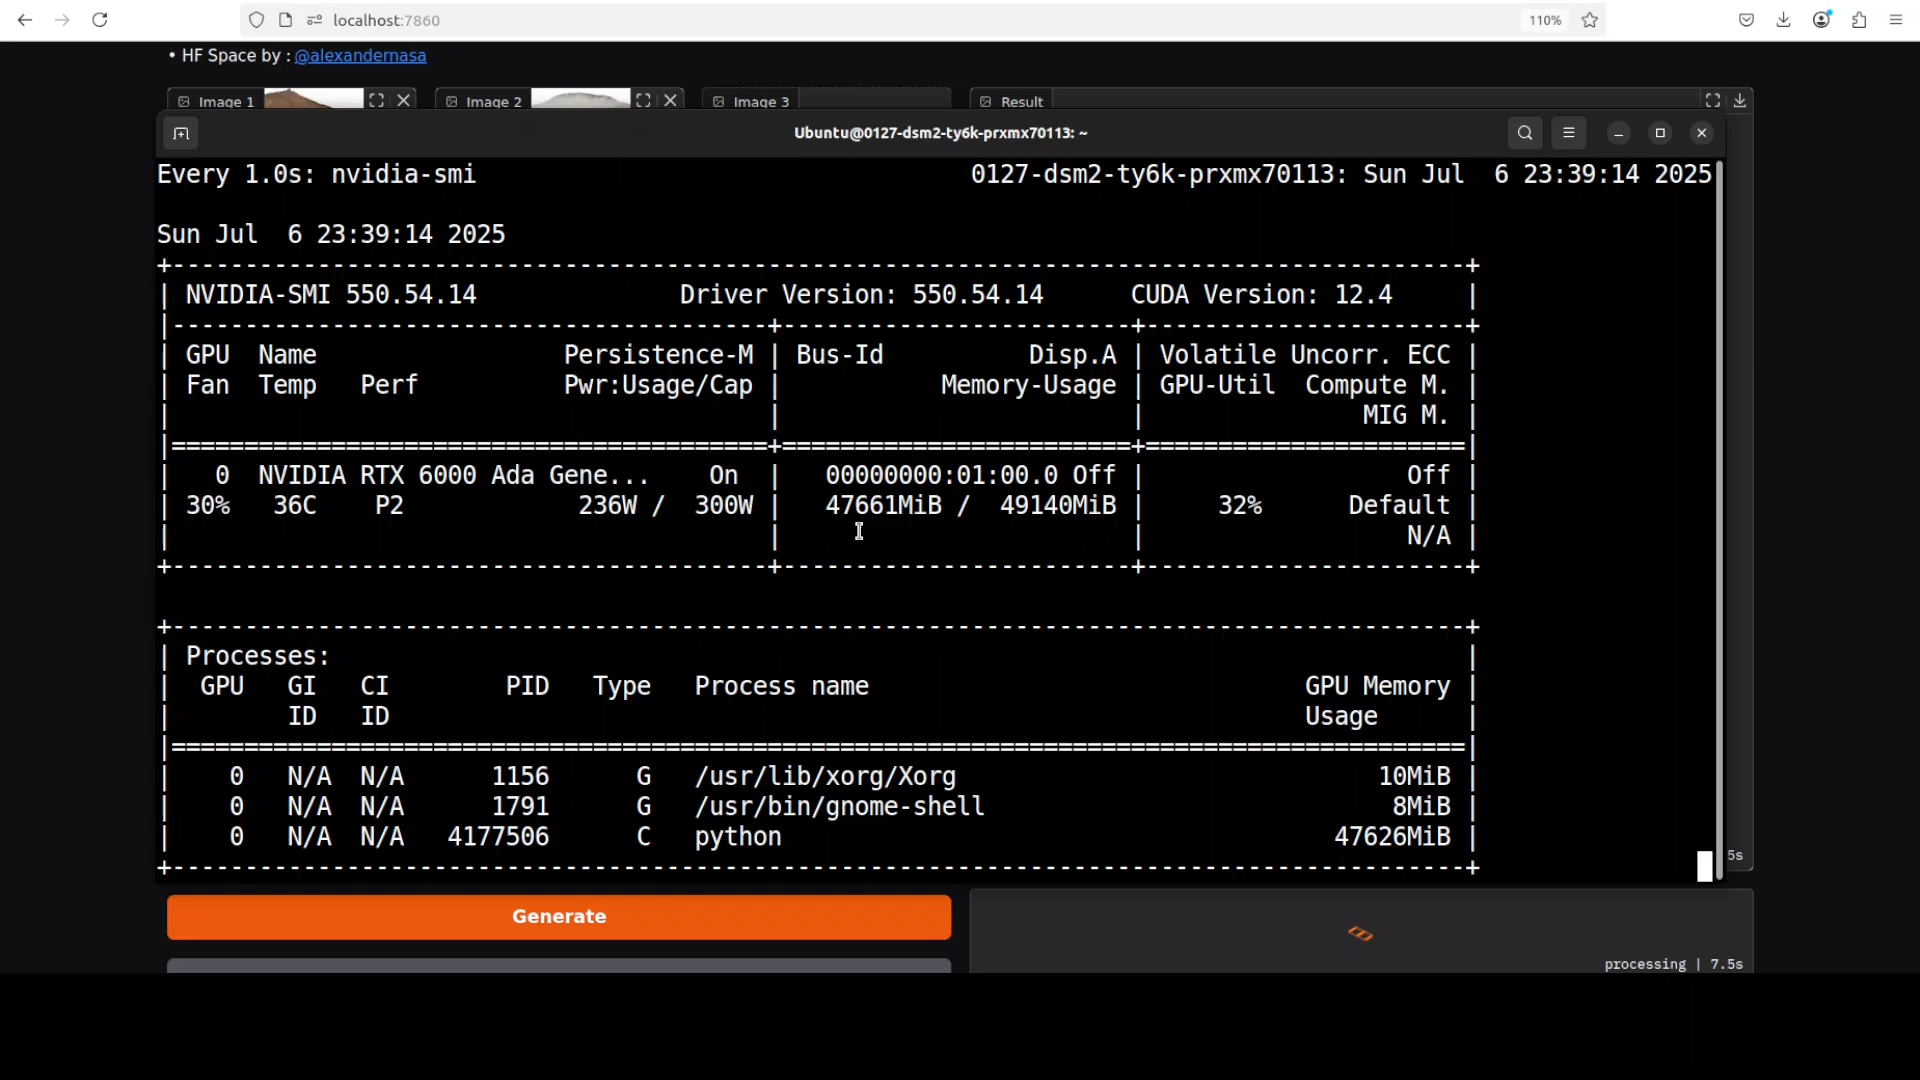 localhost:7860
110%
• HF Space by : @alexandernasa
Image 1
Image 2
Image 3
Result
Ubuntu@0127-dsm2-ty6k-prxmx70113: ~
Every 1.0s: nvidia-smi 0127-dsm2-ty6k-prxmx70113: Sun Jul  6 23:39:14 2025
Sun Jul  6 23:39:14 2025
+-----------------------------------------------------------------------------------------+
| NVIDIA-SMI 550.54.14              Driver Version: 550.54.14      CUDA Version: 12.4     |
|-----------------------------------------+------------------------+----------------------+
| GPU  Name                 Persistence-M | Bus-Id          Disp.A | Volatile Uncorr. ECC |
| Fan  Temp   Perf          Pwr:Usage/Cap |           Memory-Usage | GPU-Util  Compute M. |
|                                         |                        |               MIG M. |
|=========================================+========================+======================|
|   0  NVIDIA RTX 6000 Ada Gene...    On  |   00000000:01:00.0 Off |                  Off |
| 30%   36C    P2             236W /  300W |   47661MiB /  49140MiB |     32%      Default |
|                                         |                        |                  N/A |
+-----------------------------------------+------------------------+----------------------+
+-----------------------------------------------------------------------------------------+
| Processes:                                                                              |
|  GPU   GI   CI        PID   Type   Process name                              GPU Memory |
|        ID   ID                                                               Usage      |
|=========================================================================================|
|    0   N/A  N/A      1156      G   /usr/lib/xorg/Xorg                             10MiB |
|    0   N/A  N/A      1791      G   /usr/bin/gnome-shell                            8MiB |
|    0   N/A  N/A   4177506      C   python                                      47626MiB |
+-----------------------------------------------------------------------------------------+
5s
Generate
processing | 7.5s